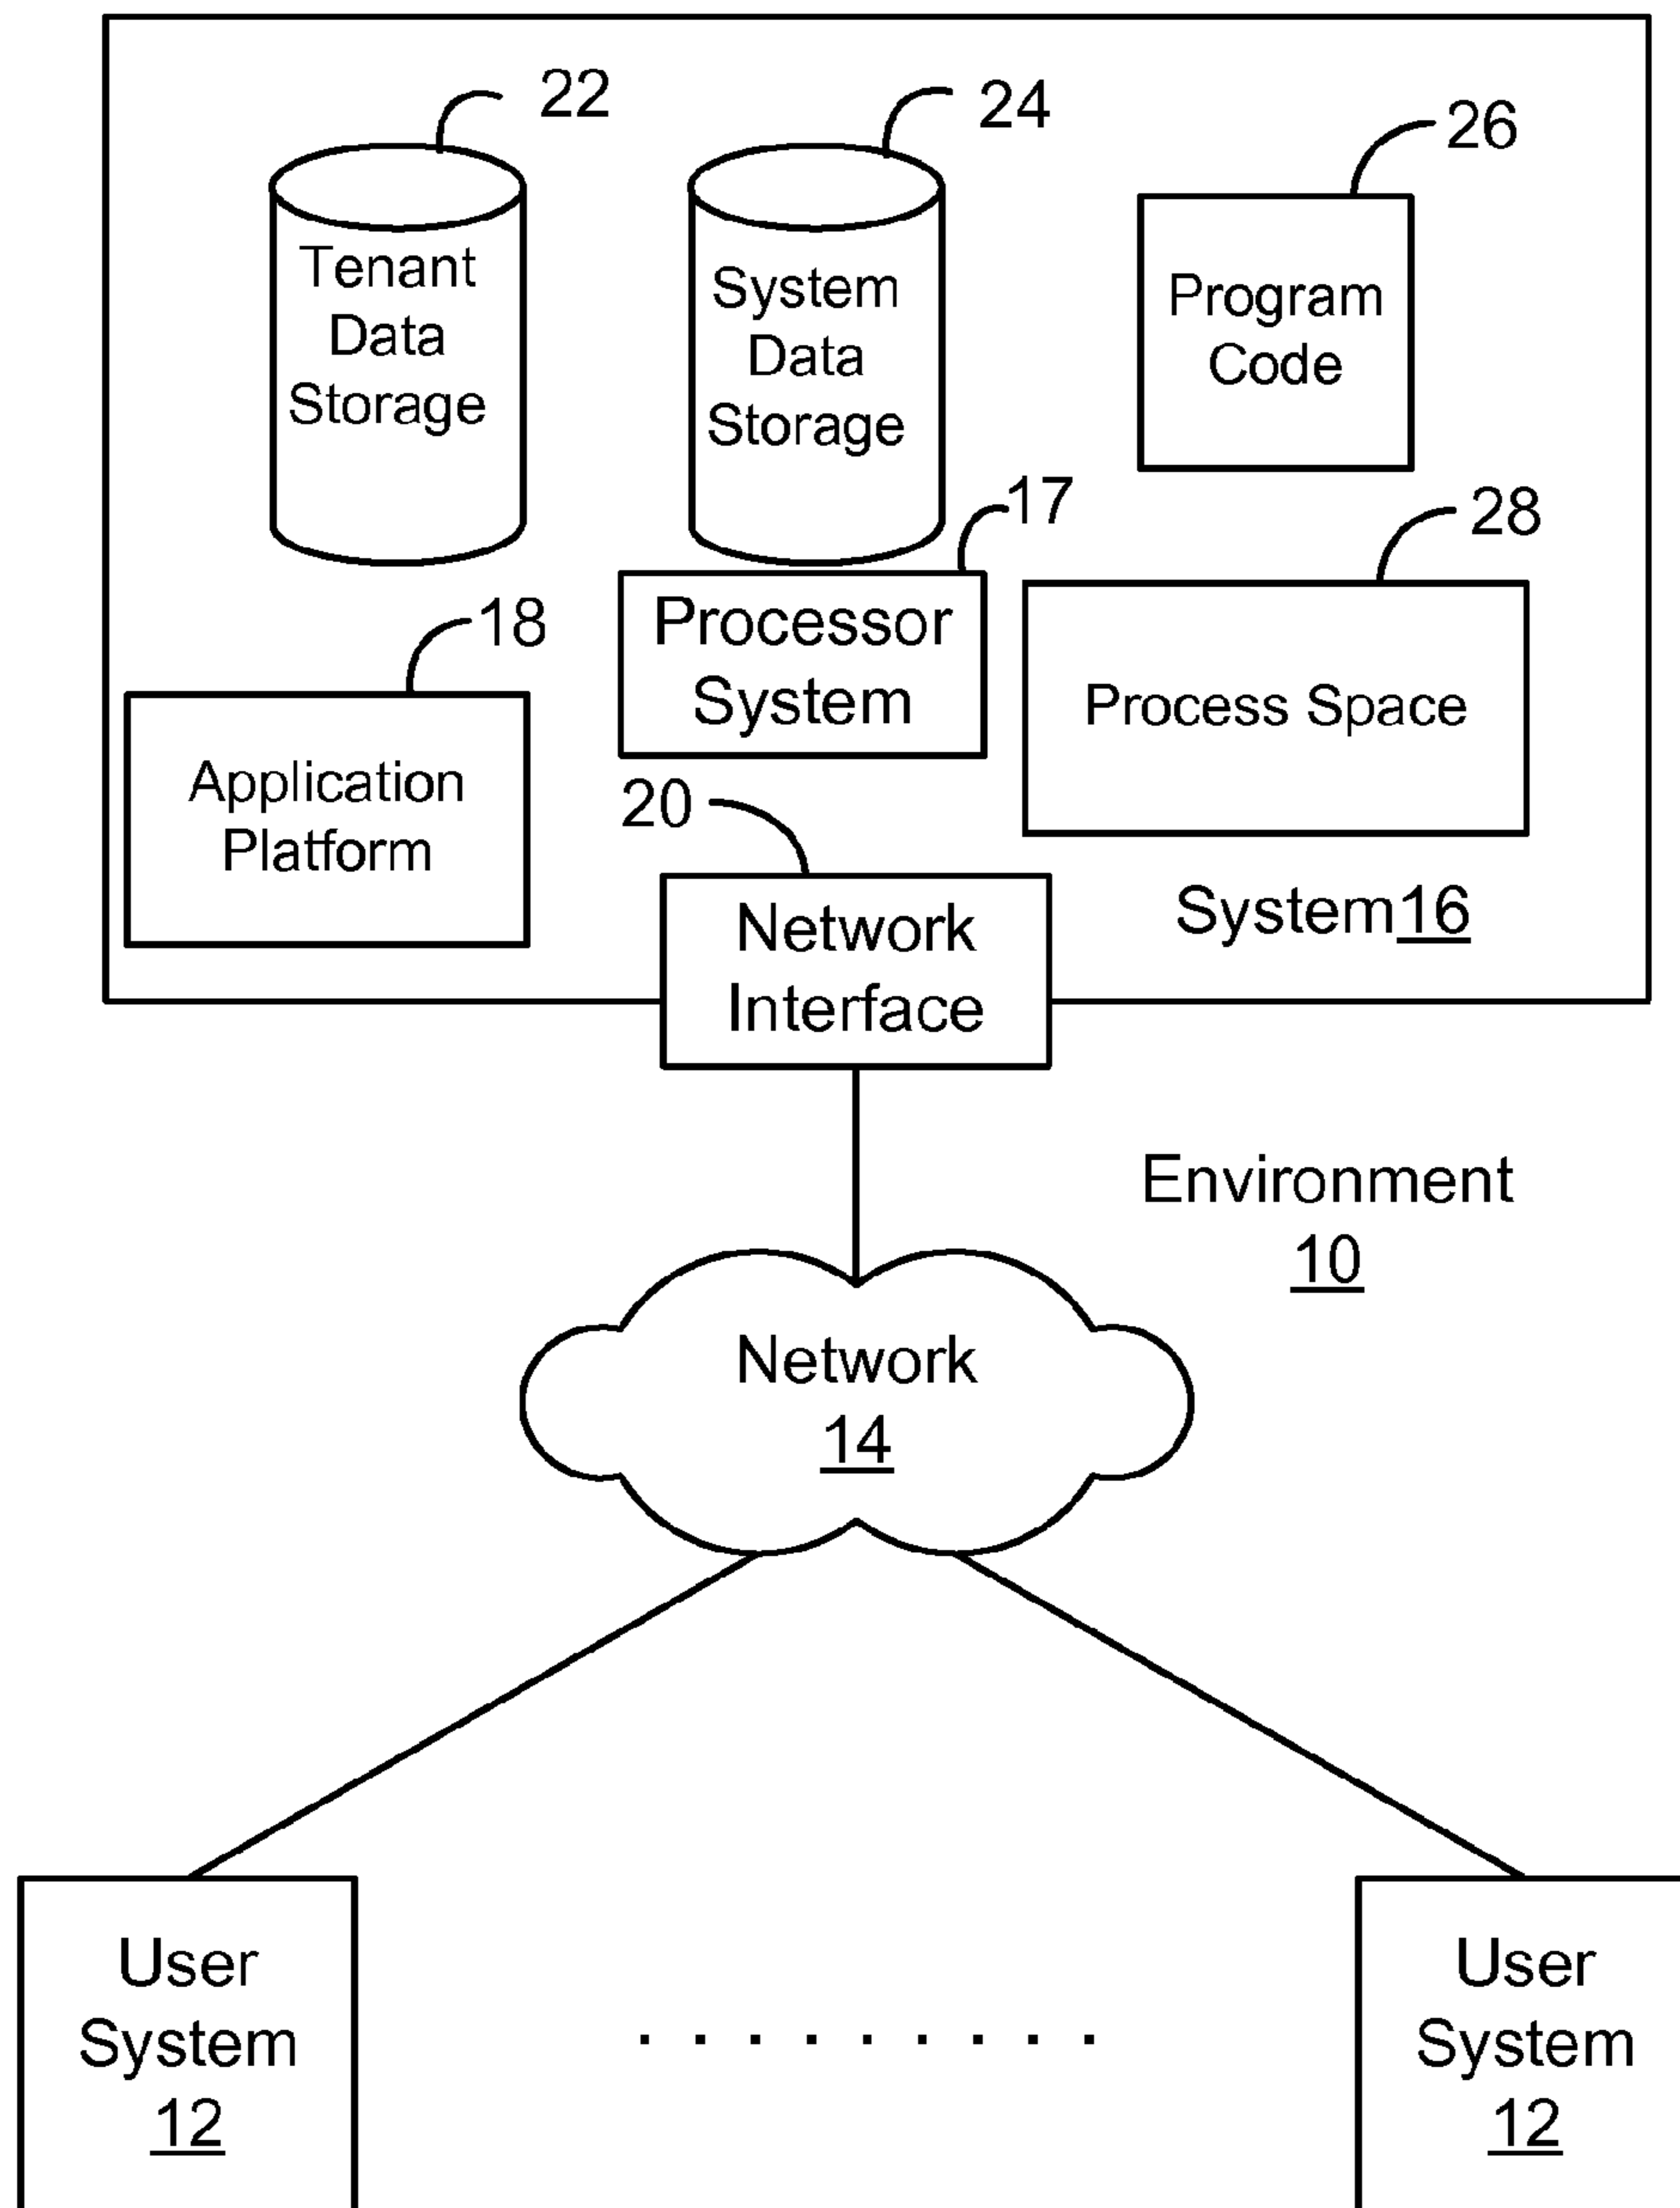 22
24
26
Tenant
Data
Storage
System
Data
Storage
Program
Code
17
28
18
Processor
System
Process Space
Application
Platform
20
System16
Network
Interface
Environment
10
Network
14
User
System
12
. . . . . . . . .
User
System
12